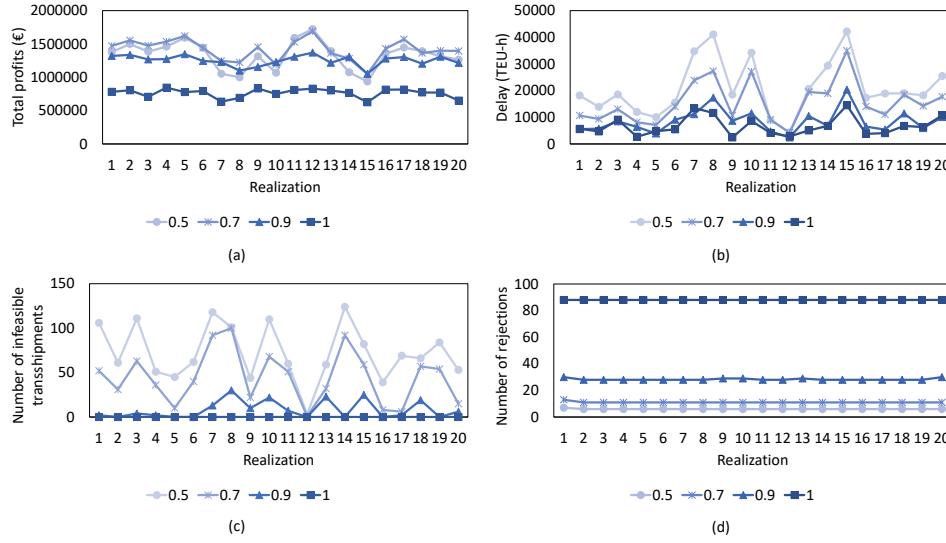 2000000
1500000
1000000
500000
0
Total profits (€)
1 2 3 4 5 6 7 8 9 10 11 12 13 14 15 16 17 18 19 20
Realization
0.5 0.7 0.9 1
(a)
50000
40000
30000
20000
10000
0
Delay (TEU-h)
1 2 3 4 5 6 7 8 9 10 11 12 13 14 15 16 17 18 19 20
Realization
0.5 0.7 0.9 1
(b)
150
100
50
0
Number of infeasible
transshipments
1 2 3 4 5 6 7 8 9 10 11 12 13 14 15 16 17 18 19 20
Realization
0.5 0.7 0.9 1
(c)
100
80
60
40
20
0
Number of rejections
1 2 3 4 5 6 7 8 9 10 11 12 13 14 15 16 17 18 19 20
Realization
0.5 0.7 0.9 1
(d)